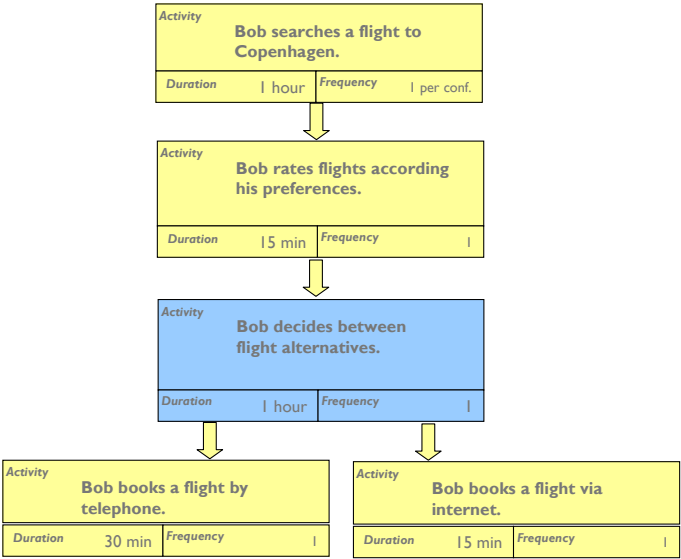 Activity
Bob searches a flight to
Copenhagen.
Duration 1 hour Frequency 1 per conf.
Activity
Bob rates flights according
his preferences.
Duration 15 min Frequency 1
Activity
Bob decides between
flight alternatives.
Duration 1 hour Frequency 1
Activity
Bob books a flight by
telephone.
Duration 30 min Frequency 1
Activity
Bob books a flight via
internet.
Duration 15 min Frequency 1